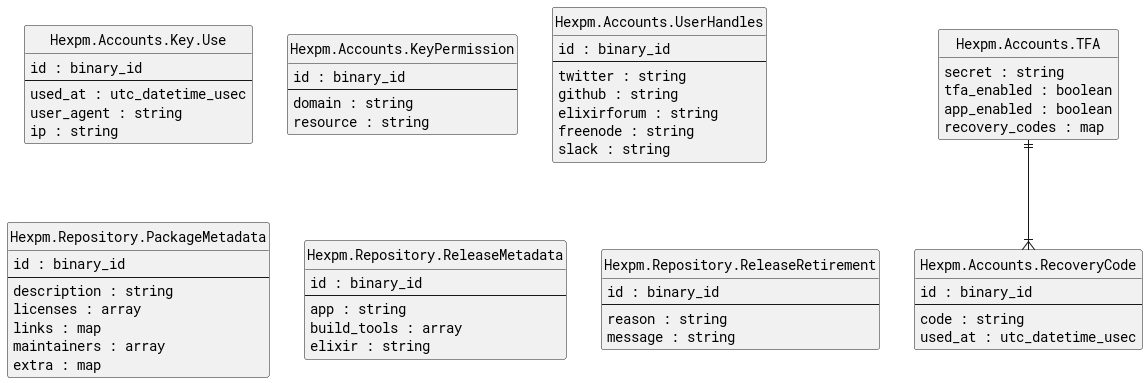 Hexpm.Accounts.Key.Use
id : binary_id
used_at : utc_datetime_usec
user_agent : string
ip : string
Hexpm.Accounts.KeyPermission
id : binary_id
domain : string
resource : string
Hexpm.Accounts.UserHandles
id : binary_id
twitter : string
github : string
elixirforum : string
freenode : string
slack : string
Hexpm.Accounts.TFA
secret : string
tfa_enabled : boolean
app_enabled : boolean
recovery_codes : map
Hexpm.Repository.PackageMetadata
id : binary_id
description : string
licenses : array
links : map
maintainers : array
extra : map
Hexpm.Repository.ReleaseMetadata
id : binary_id
app : string
build_tools : array
elixir : string
Hexpm.Repository.ReleaseRetirement
id : binary_id
reason : string
message : string
Hexpm.Accounts.RecoveryCode
id : binary_id
code : string
used_at : utc_datetime_usec